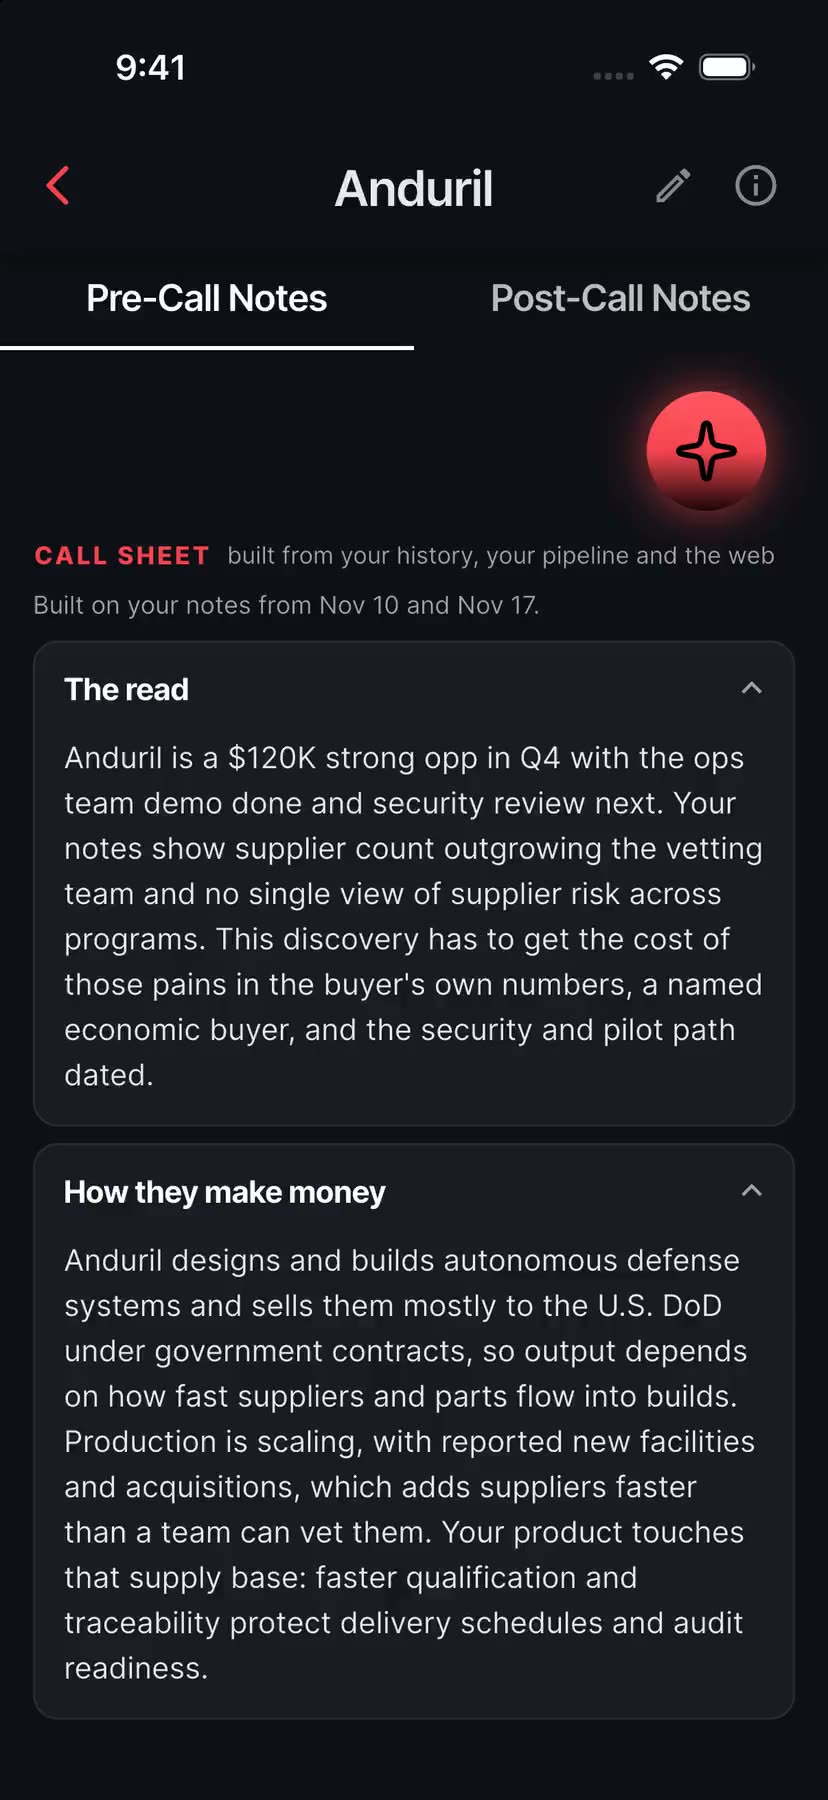 9:41
Anduril
Pre-Call Notes
Post-Call Notes
CALL SHEET built from your history, your pipeline and the web
Built on your notes from Nov 10 and Nov 17.
The read
Anduril is a $120K strong opp in Q4 with the ops
team demo done and security review next. Your
notes show supplier count outgrowing the vetting
team and no single view of supplier risk across
programs. This discovery has to get the cost of
those pains in the buyer's own numbers, a named
economic buyer, and the security and pilot path
dated.
How they make money
Anduril designs and builds autonomous defense
systems and sells them mostly to the U.S. DoD
under government contracts, so output depends
on how fast suppliers and parts flow into builds.
Production is scaling, with reported new facilities
and acquisitions, which adds suppliers faster
than a team can vet them. Your product touches
that supply base: faster qualification and
traceability protect delivery schedules and audit
readiness.